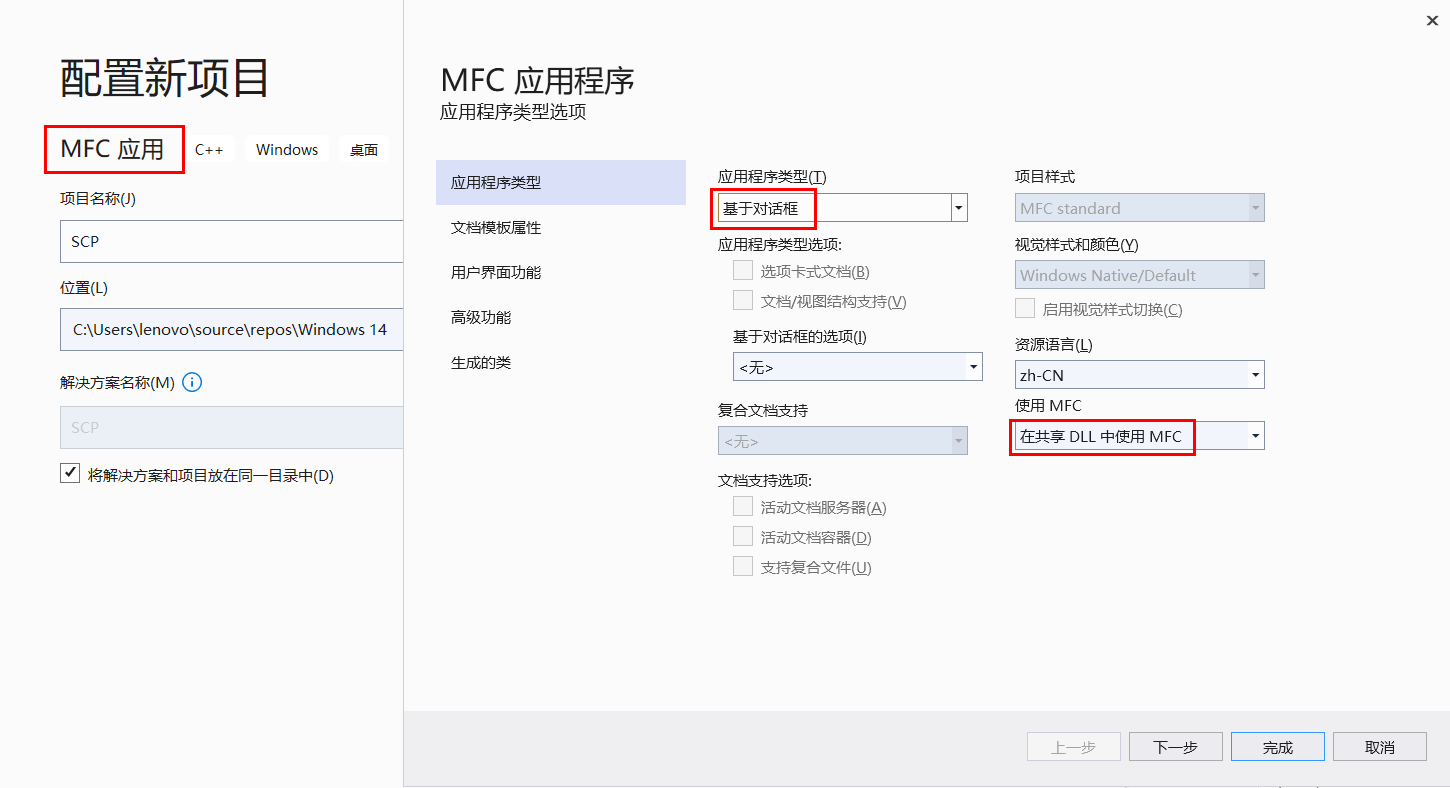 配置新项目
MFC 应用
C++
Windows
桌面
项目名称(J)
SCP
位置(L)
C:\Users\lenovo\source\repos\Windows 14
解决方案名称(M)
SCP
将解决方案和项目放在同一目录中(D)
MFC 应用程序
应用程序类型选项
应用程序类型
文档模板属性
用户界面功能
高级功能
生成的类
应用程序类型(T)
基于对话框
应用程序类型选项:
选项卡式文档(B)
文档/视图结构支持(V)
基于对话框的选项(I)
<无>
复合文档支持
<无>
文档支持选项:
活动文档服务器(A)
活动文档容器(D)
支持复合文件(U)
项目样式
MFC standard
视觉样式和颜色(Y)
Windows Native/Default
启用视觉样式切换(C)
资源语言(L)
zh-CN
使用 MFC
在共享 DLL 中使用 MFC
上一步
下一步
完成
取消